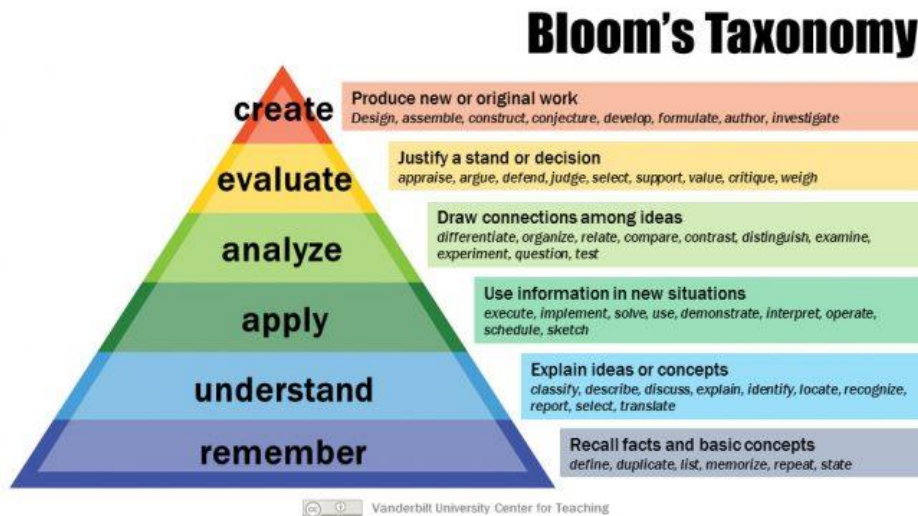 Bloom's Taxonomy
create
Produce new or original work
Design, assemble, construct, conjecture, develop, formulate, author, investigate
evaluate
Justify a stand or decision
appraise, argue, defend, judge, select, support, value, critique, weigh
analyze
Draw connections among ideas
differentiate, organize, relate, compare, contrast, distinguish, examine,
experiment, question, test
apply
Use information in new situations
execute, implement, solve, use, demonstrate, interpret, operate,
schedule, sketch
understand
Explain ideas or concepts
classify, describe, discuss, explain, identify, locate, recognize,
report, select, translate
remember
Recall facts and basic concepts
define, duplicate, list, memorize, repeat, state
cc Vanderbilt University Center for Teaching